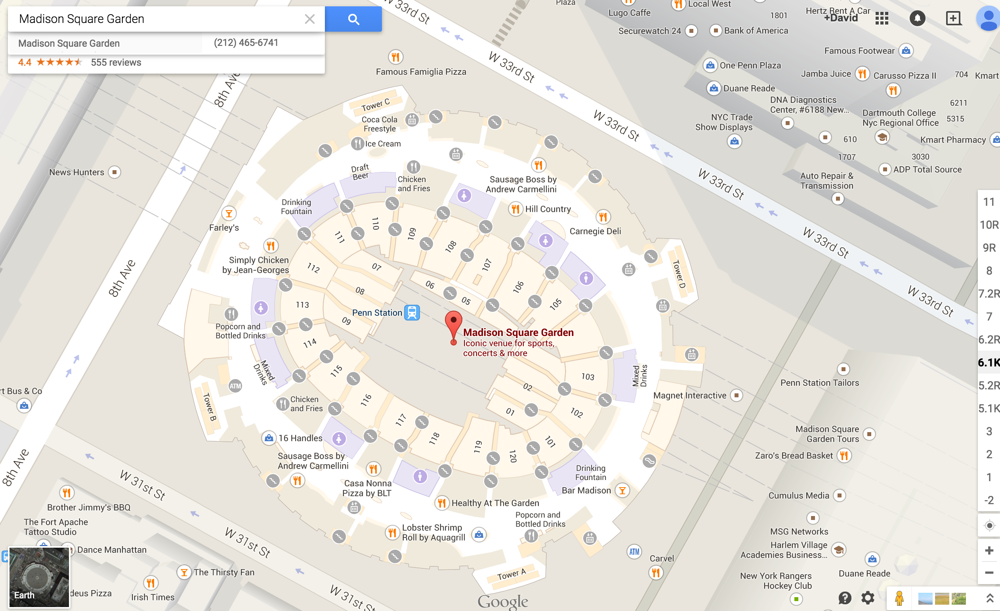 Madison Square Garden
Madison Square Garden
(212) 465-6741
4.4
555 reviews
W 33rd St
W 33rd St
W 33rd St
W 33rd St
W 33rd St
W 33rd St
8th Ave
8th Ave
8th Ave
W 31st St
W 31st St
W 31st St
Plaza
Lugo Caffe
Local West
1801
Hertz Rent A Car
+David
Securewatch 24
Bank of America
Famous Footwear
One Penn Plaza
Jamba Juice
Carusso Pizza II
704
Kmart
Duane Reade
DNA Diagnostics
Center, #6188 New...
6211
Dartmouth College
Nyc Regional Office
5315
NYC Trade
Show Displays
610
Kmart Pharmacy
1707
3030
ADP Total Source
Auto Repair &
Transmission
Famous Famiglia Pizza
Tower C
Coca Cola
Freestyle
Ice Cream
Draft
Beer
Chicken
and Fries
Sausage Boss by
Andrew Carmellini
Hill Country
Carnegie Deli
News Hunters
Drinking
Fountain
Farley's
Simply Chicken
by Jean-Georges
110
111
109
108
107
112
07
06
106
Tower D
08
05
105
113
Penn Station
09
Madison Square Garden
Iconic venue for sports,
concerts & more
Popcorn and
Bottled Drinks
114
Mixed
Drinks
115
103
Mixed
Drinks
ATM
02
Tower B
116
Chicken
and Fries
01
102
117
118
101
119
120
16 Handles
Sausage Boss by
Andrew Carmellini
Casa Nonna
Pizza by BLT
Drinking
Fountain
Bar Madison
Healthy At The Garden
Popcorn and
Bottled Drinks
Lobster Shrimp
Roll by Aquagrill
Tower A
Magnet Interactive
Penn Station Tailors
Madison Square
Garden Tours
Zaro's Bread Basket
Cumulus Media
MSG Networks
Harlem Village
Academies Business...
Duane Reade
New York Rangers
Hockey Club
ATM
Carvel
rt Bus & Co
Brother Jimmy's BBQ
The Fort Apache
Tattoo Studio
Dance Manhattan
The Thirsty Fan
Irish Times
deus Pizza
Earth
Google
11
10R
9R
8
7.2R
7
6.2R
6.1K
5.2R
5.1K
3
2
1
-2